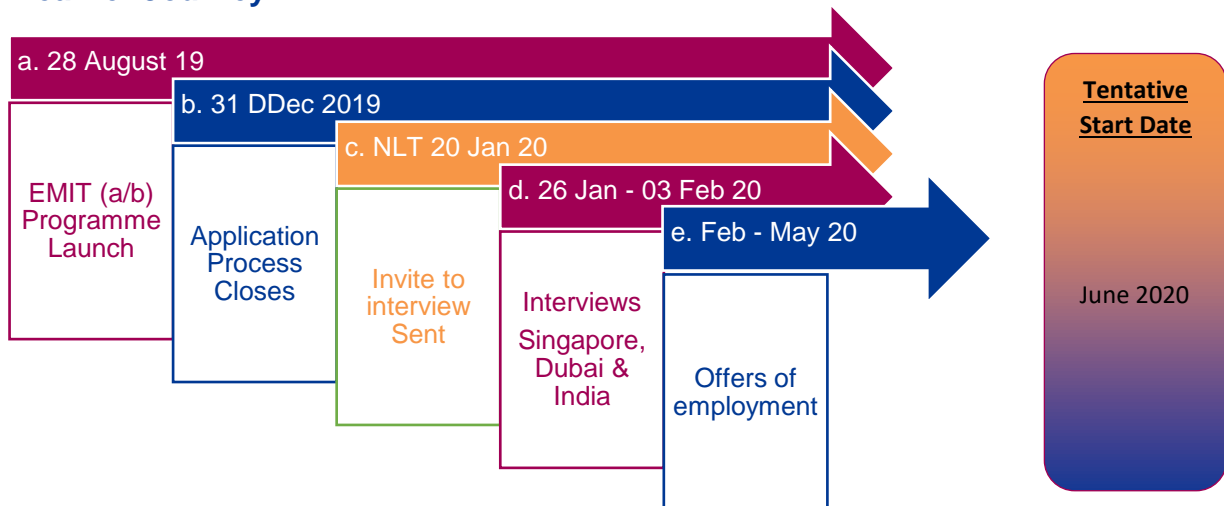 a. 28 August 19
EMIT (a/b)
Programme
Launch
b. 31 DDec 2019
Application
Process
Closes
c. NLT 20 Jan 20
Invite to
interview
Sent
d. 26 Jan - 03 Feb 20
Interviews
Singapore,
Dubai &
India
e. Feb - May 20
Offers of
employment
Tentative
Start Date
June 2020